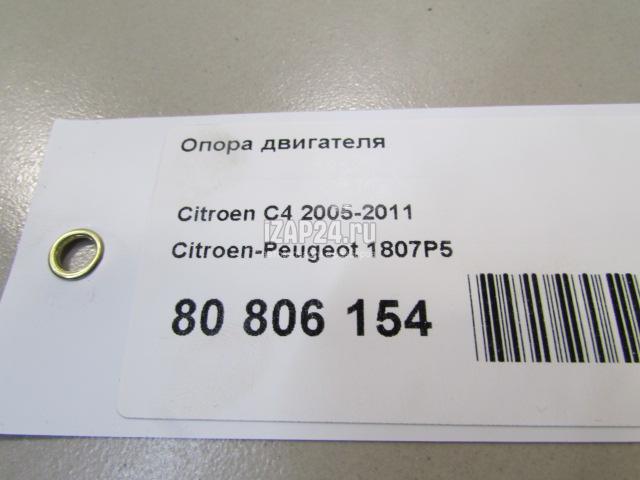 Опора двигателя
Citroen C4 2005-2011
IZAP24.ru
Citroen-Peugeot 1807P5
80 806 154